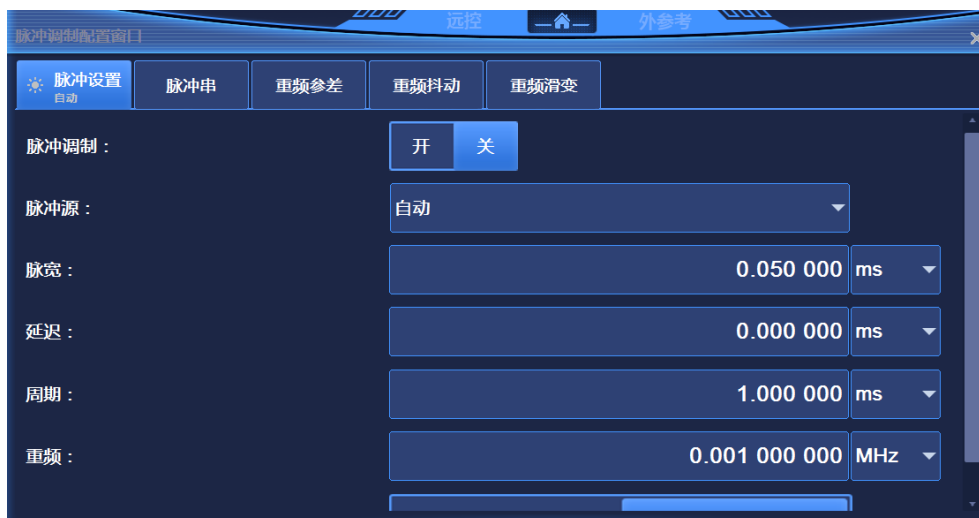 远控 外参考
脉冲调制配置窗口
脉冲设置 脉冲串 重频参差 重频抖动 重频滑变
自动
脉冲调制： 开 关
脉冲源： 自动
脉宽： 0.050 000 ms
延迟： 0.000 000 ms
周期： 1.000 000 ms
重频： 0.001 000 000 MHz